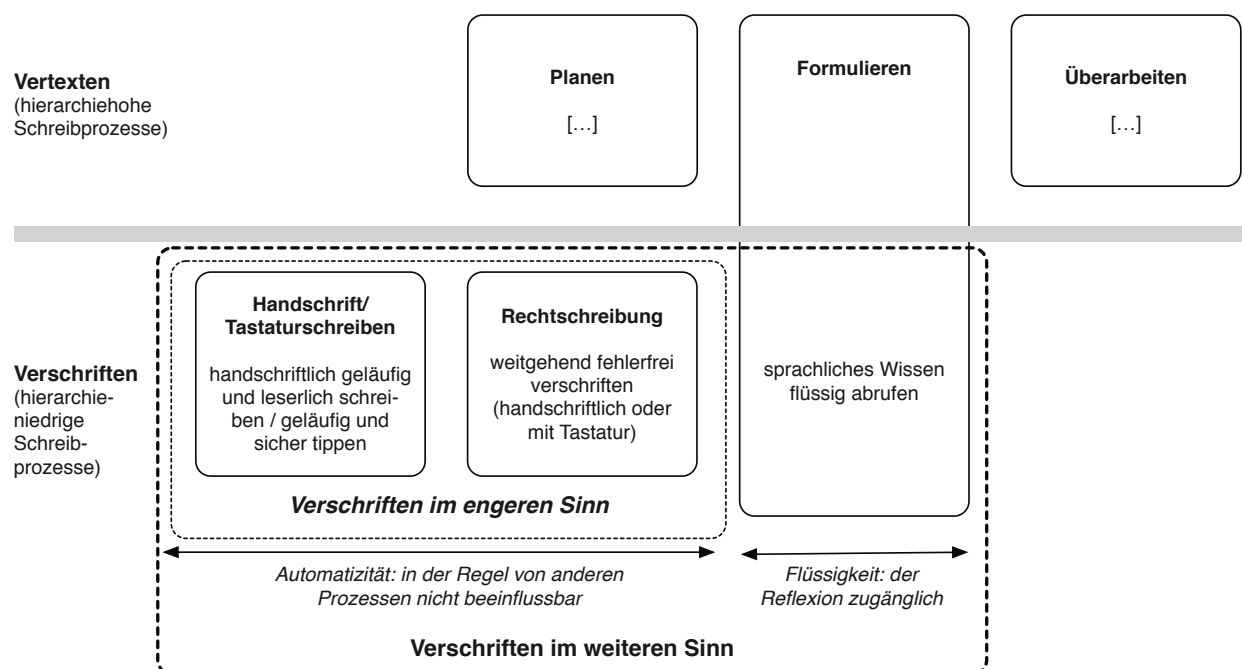 Vertexten
(hierarchiehohe
Schreibprozesse)
Planen
[…]
Formulieren
Überarbeiten
[…]
Verschriften
(hierarchie-
niedrige
Schreib-
prozesse)
Handschrift/
Tastaturschreiben
handschriftlich geläufig
und leserlich schrei-
ben / geläufig und
sicher tippen
Rechtschreibung
weitgehend fehlerfrei
verschriften
(handschriftlich oder
mit Tastatur)
sprachliches Wissen
flüssig abrufen
Verschriften im engeren Sinn
Automatizität: in der Regel von anderen
Prozessen nicht beeinflussbar
Flüssigkeit: der
Reflexion zugänglich
Verschriften im weiteren Sinn